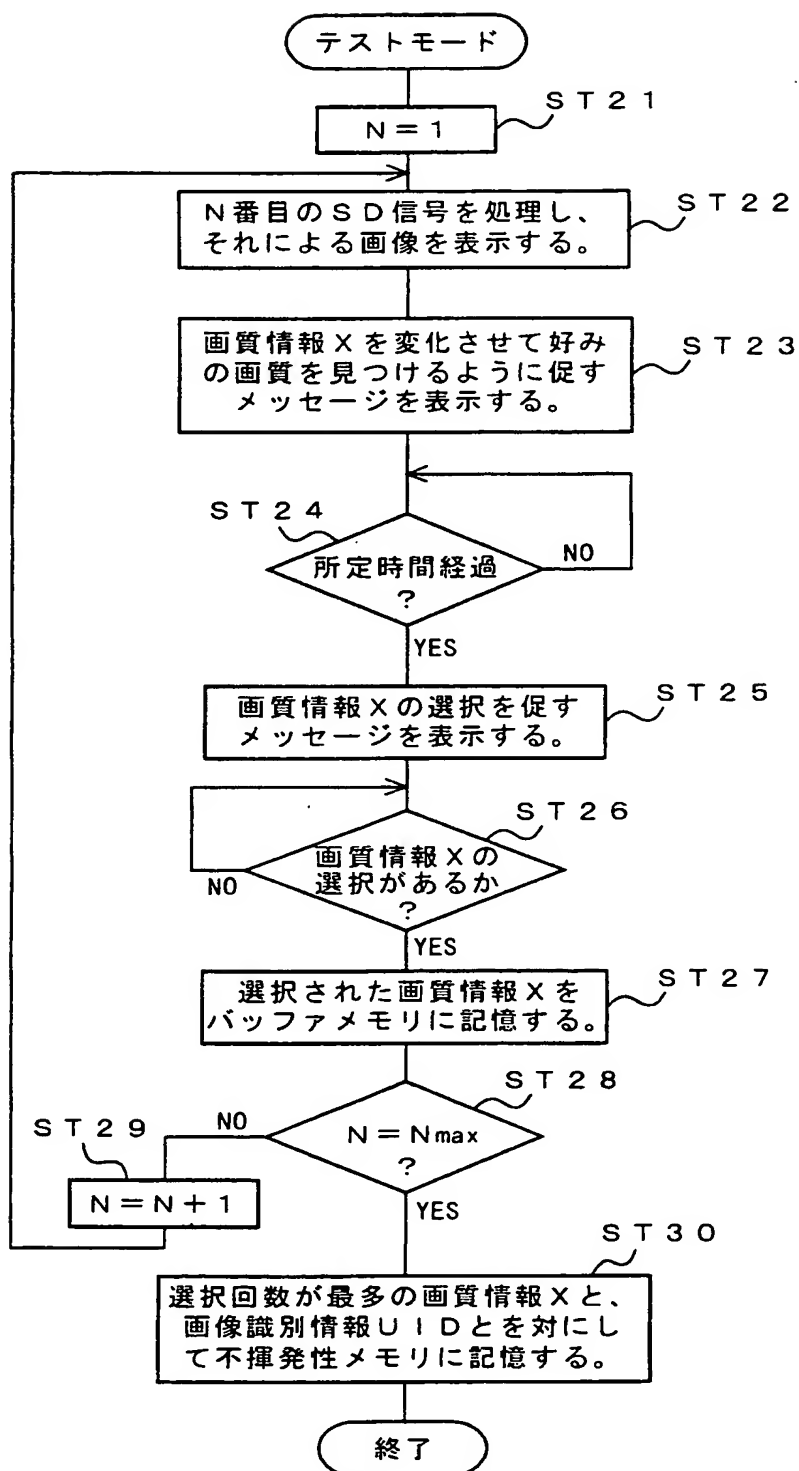 テストモード
ST21
N=1
ST22
N番目のSD信号を処理し、
それによる画像を表示する。
ST23
画質情報Xを変化させて好み
の画質を見つけるように促す
メッセージを表示する。
ST24
所定時間経過
?
NO
YES
ST25
画質情報Xの選択を促す
メッセージを表示する。
ST26
画質情報Xの
選択があるか
?
NO
YES
ST27
選択された画質情報Xを
バッファメモリに記憶する。
ST28
N=Nmax
?
NO
YES
ST29
N=N+1
ST30
選択回数が最多の画質情報Xと、
画像識別情報UIDとを対にし
て不揮発性メモリに記憶する。
終了